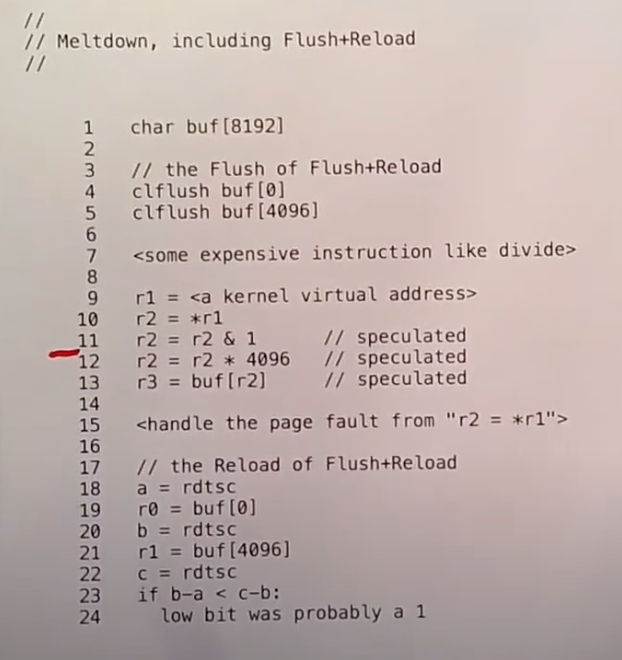 //
// Meltdown, including Flush+Reload
//
1 char buf[8192]
2
3 // the Flush of Flush+Reload
4 clflush buf[0]
5 clflush buf[4096]
6
7 <some expensive instruction like divide>
8
9 r1 = <a kernel virtual address>
10 r2 = *r1
11 r2 = r2 & 1 // speculated
12 r2 = r2 * 4096 // speculated
13 r3 = buf[r2] // speculated
14
15 <handle the page fault from "r2 = *r1">
16
17 // the Reload of Flush+Reload
18 a = rdtsc
19 r0 = buf[0]
20 b = rdtsc
21 r1 = buf[4096]
22 c = rdtsc
23 if b-a < c-b:
24 low bit was probably a 1